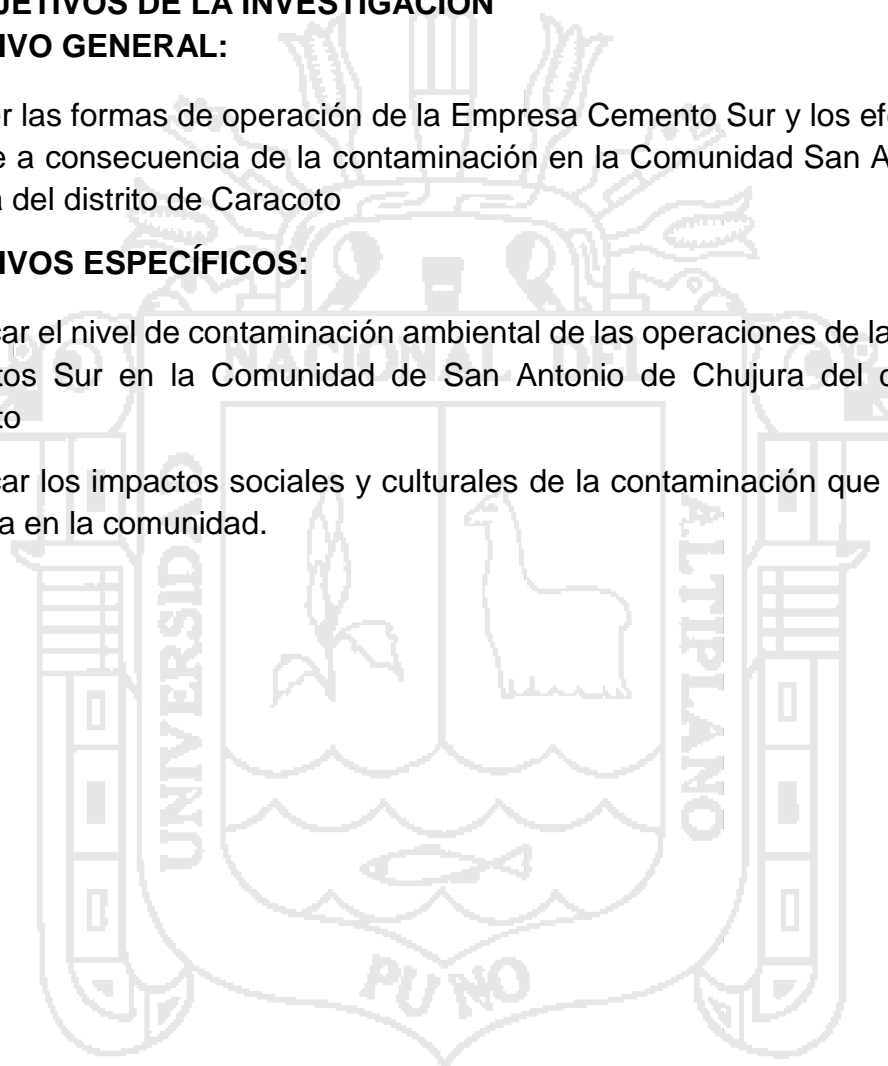 JETIVOS DE LA INVESTIGACIÓN
IVO GENERAL:
er las formas de operación de la Empresa Cemento Sur y los efe
e a consecuencia de la contaminación en la Comunidad San A
a del distrito de Caracoto
IVOS ESPECÍFICOS:
car el nivel de contaminación ambiental de las operaciones de la
tos Sur en la Comunidad de San Antonio de Chujura del d
to
car los impactos sociales y culturales de la contaminación que
a en la comunidad.
NACIONAL DEL
UNIVERSIDAD
ALTIPLANO
PUNO